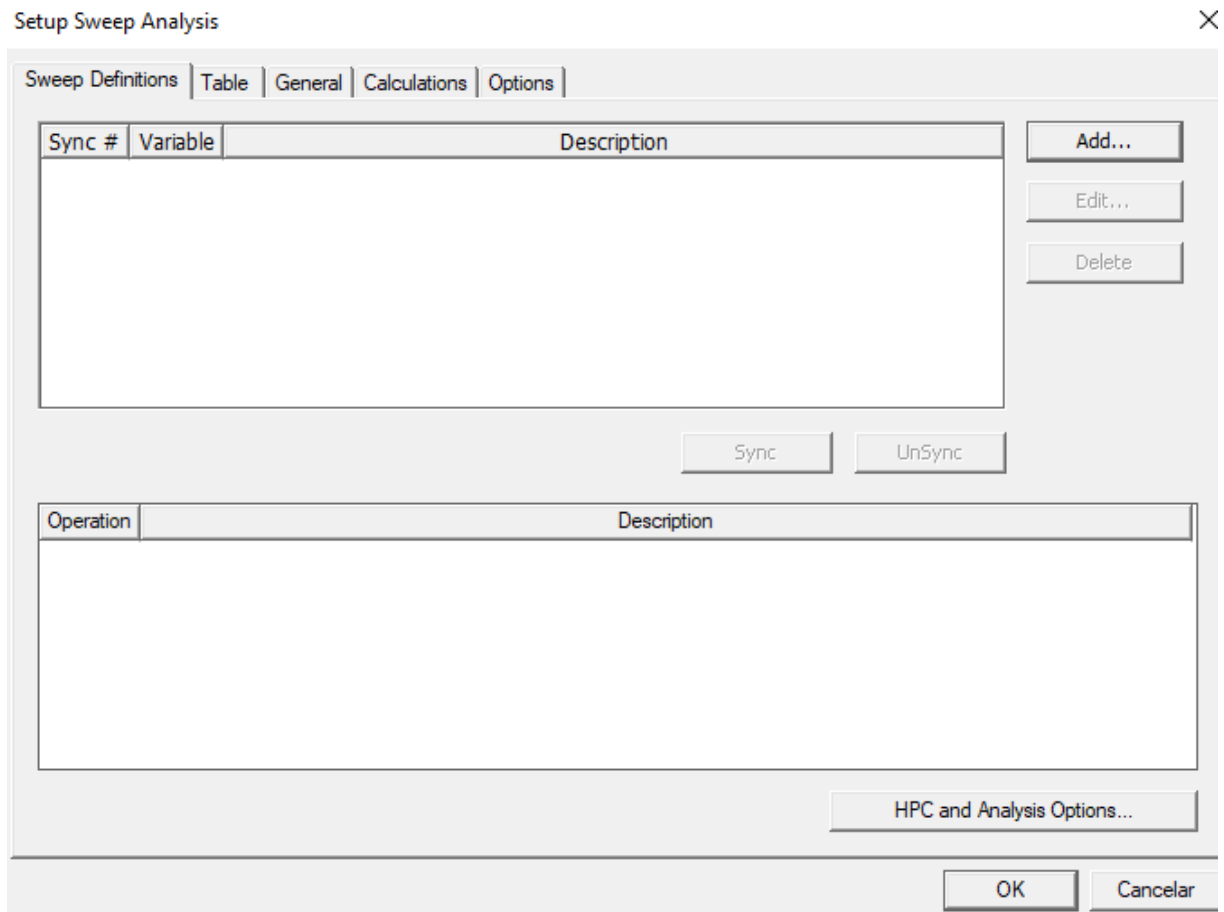 Setup Sweep Analysis
Sweep Definitions Table General Calculations Options
Sync # Variable Description
Add...
Edit...
Delete
Sync UnSync
Operation Description
HPC and Analysis Options...
OK Cancelar